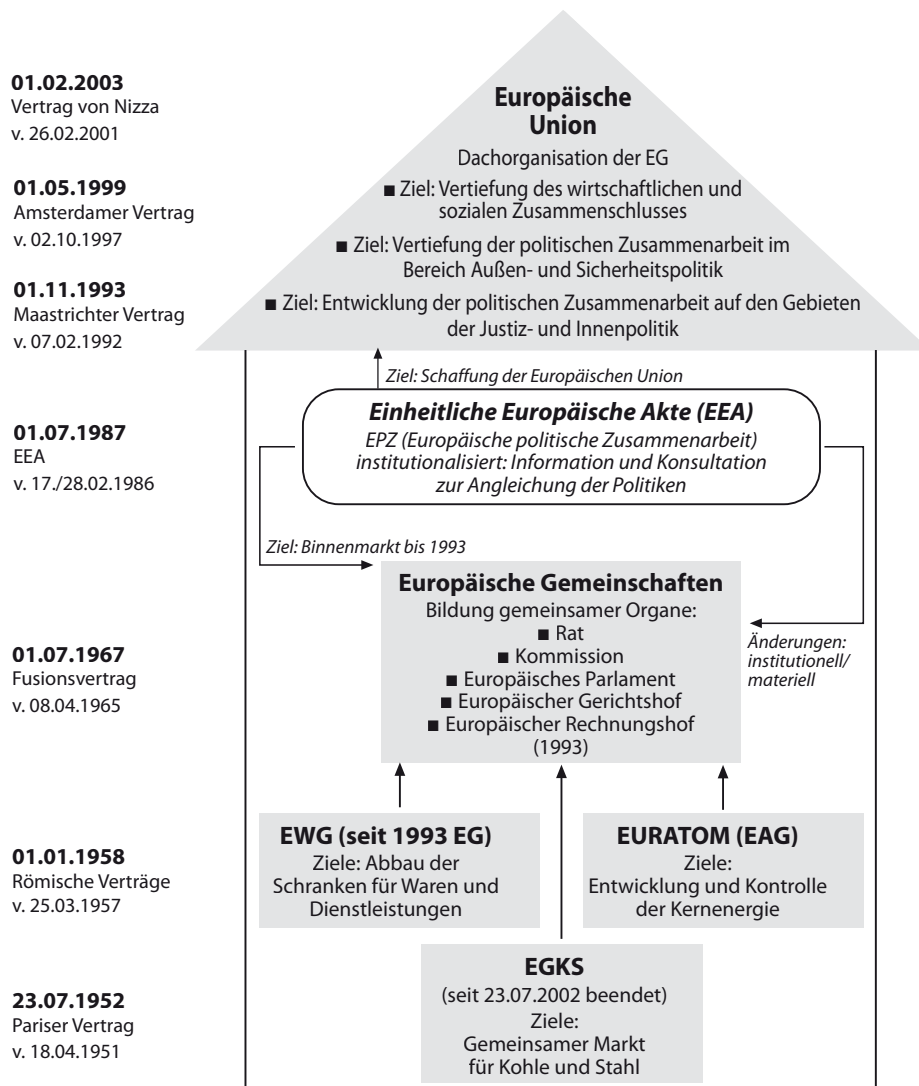 01.02.2003
Vertrag von Nizza
v. 26.02.2001
01.05.1999
Amsterdamer Vertrag
v. 02.10.1997
01.11.1993
Maastrichter Vertrag
v. 07.02.1992
Europäische
Union
Dachorganisation der EG
■ Ziel: Vertiefung des wirtschaftlichen und
sozialen Zusammenschlusses
■ Ziel: Vertiefung der politischen Zusammenarbeit im
Bereich Außen- und Sicherheitspolitik
■ Ziel: Entwicklung der politischen Zusammenarbeit auf den Gebieten
der Justiz- und Innenpolitik
Ziel: Schaffung der Europäischen Union
01.07.1987
EEA
v. 17./28.02.1986
Einheitliche Europäische Akte (EEA)
EPZ (Europäische politische Zusammenarbeit)
institutionalisiert: Information und Konsultation
zur Angleichung der Politiken
Ziel: Binnenmarkt bis 1993
Änderungen:
institutionell/
materiell
01.07.1967
Fusionsvertrag
v. 08.04.1965
Europäische Gemeinschaften
Bildung gemeinsamer Organe:
■ Rat
■ Kommission
■ Europäisches Parlament
■ Europäischer Gerichtshof
■ Europäischer Rechnungshof
(1993)
01.01.1958
Römische Verträge
v. 25.03.1957
EWG (seit 1993 EG)
Ziele: Abbau der
Schranken für Waren und
Dienstleistungen
EURATOM (EAG)
Ziele:
Entwicklung und Kontrolle
der Kernenergie
23.07.1952
Pariser Vertrag
v. 18.04.1951
EGKS
(seit 23.07.2002 beendet)
Ziele:
Gemeinsamer Markt
für Kohle und Stahl